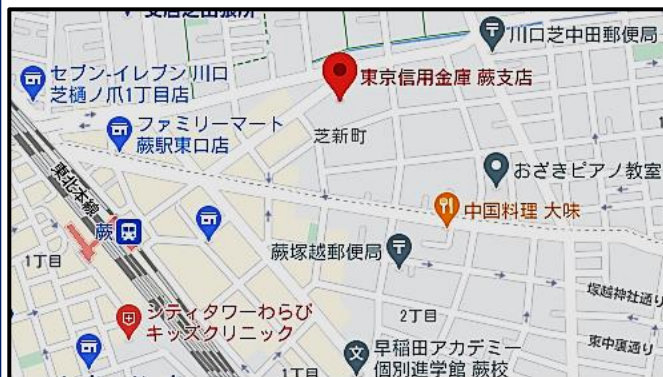 川口芝中田郵便局
東京信用金庫 蕨支店
セブン-イレブン 川口
芝樋ノ爪1丁目店
ファミリーマート
蕨駅東口店
芝新町
おざきピアノ教室
東北本線
中国料理 大味
蕨
蕨塚越郵便局
1丁目
塚越神社通り
シティタワーわらび
キッズクリニック
2丁目
東中裏通り
早稲田アカデミー
個別進学館 蕨校
1丁目